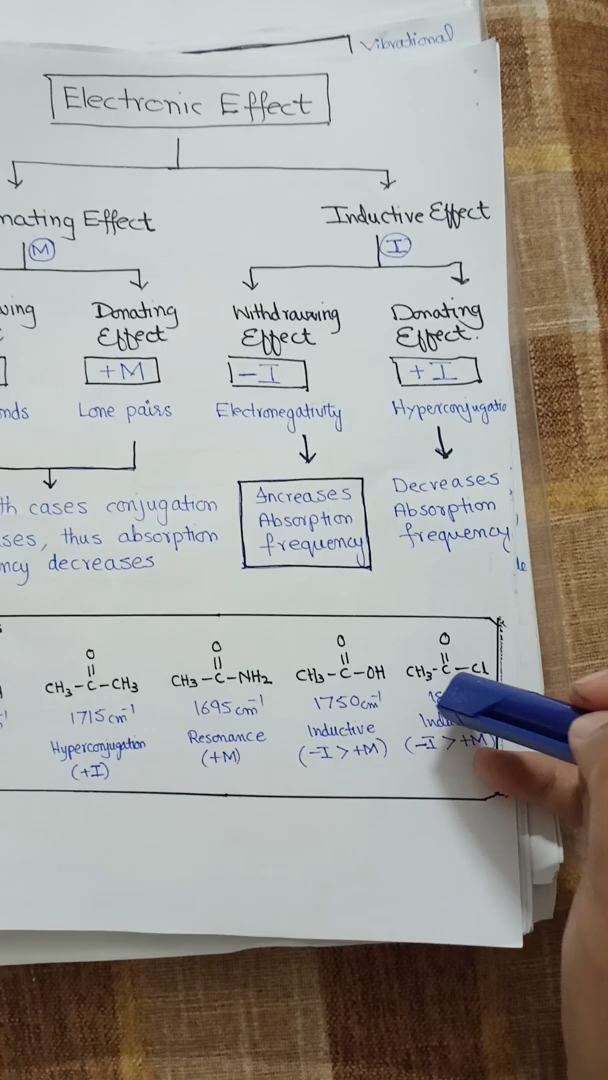 Vibrational
Electronic Effect
nating Effect
M
Inductive Effect
I
wing
Donating
Effect
+M
nds
Lone pairs
Withdrawing
Effect
-I
Electronegativity
Donating
Effect.
+I
Hyperconjugatio
th cases conjugation
ses, thus absorption
ncy decreases
Increases
Absorption
frequency
Decreases
Absorption
frequency
le
O
CH₃-C-CH₃
1715 cm⁻¹
Hyperconjugation
(+I)
O
CH₃-C-NH₂
1695 cm⁻¹
Resonance
(+M)
O
CH₃-C-OH
1750 cm⁻¹
Inductive
(-I > +M)
O
CH₃-C-Cl
(-I > +M)